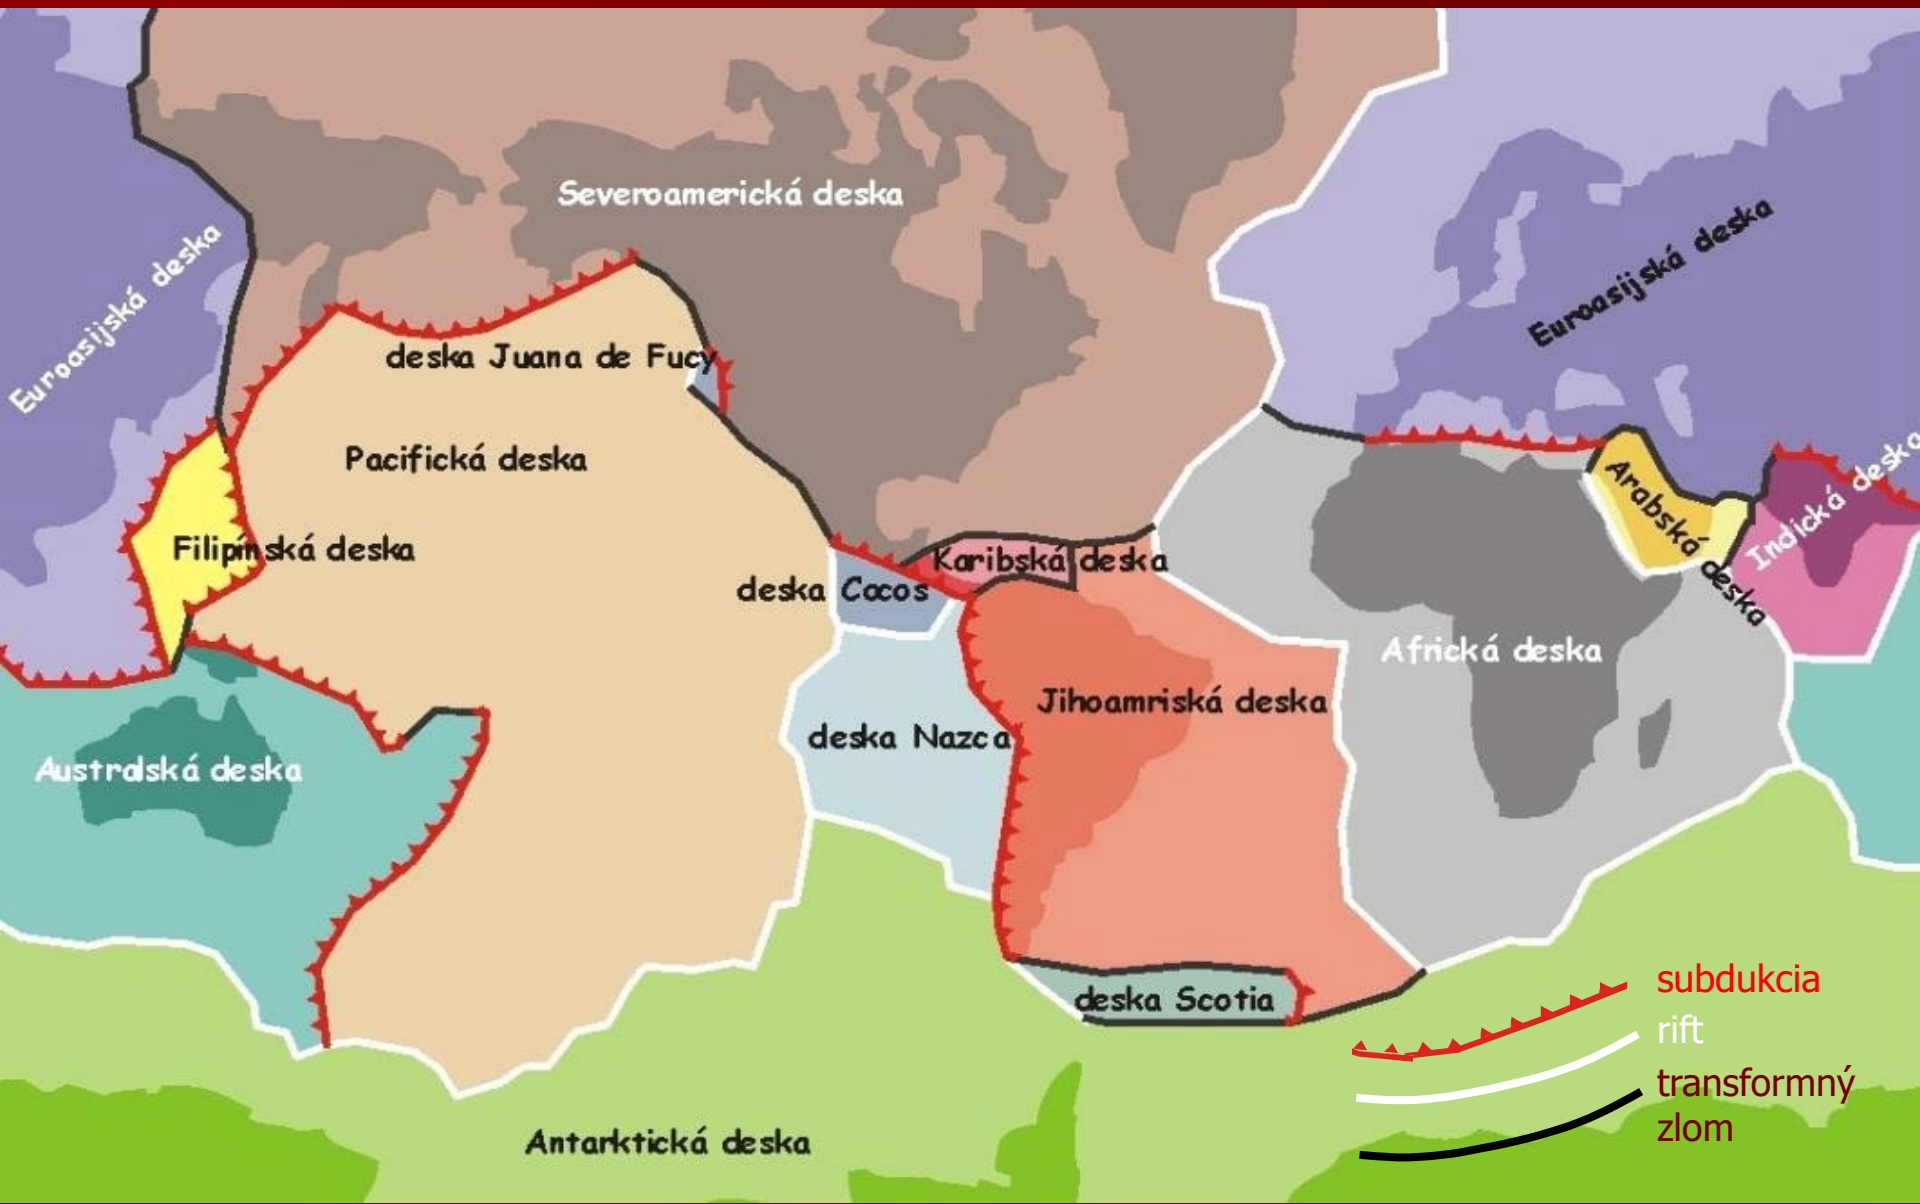 Severoamerická deska
Euroasijská deska
Euroasijská deska
deska Juana de Fucy
Pacifická deska
Filipínská deska
Karibská deska
deska Cocos
Arabská deska
Indická deska
Africká deska
Jihoamriská deska
deska Nazca
Australská deska
deska Scotia
Antarktická deska
subdukcia
rift
transformný
zlom